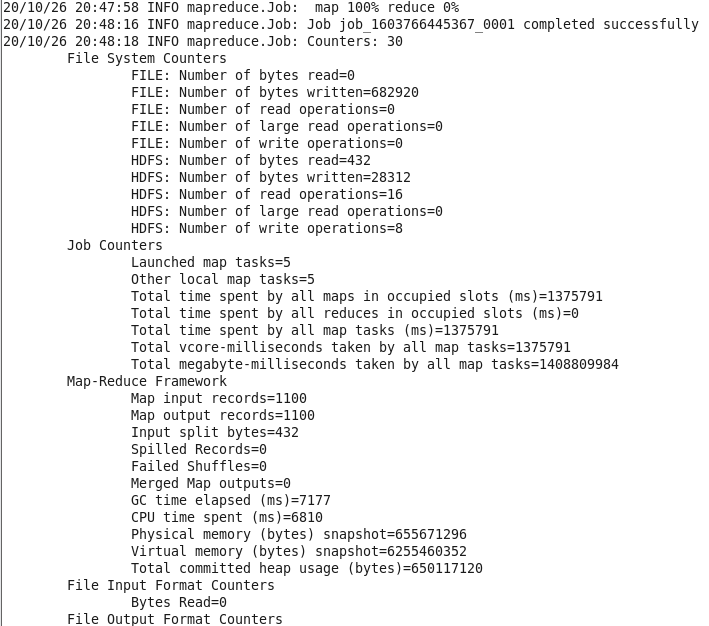 20/10/26 20:47:58 INFO mapreduce.Job:  map 100% reduce 0%
20/10/26 20:48:16 INFO mapreduce.Job: Job job_1603766445367_0001 completed successfully
20/10/26 20:48:18 INFO mapreduce.Job: Counters: 30
File System Counters
FILE: Number of bytes read=0
FILE: Number of bytes written=682920
FILE: Number of read operations=0
FILE: Number of large read operations=0
FILE: Number of write operations=0
HDFS: Number of bytes read=432
HDFS: Number of bytes written=28312
HDFS: Number of read operations=16
HDFS: Number of large read operations=0
HDFS: Number of write operations=8
Job Counters
Launched map tasks=5
Other local map tasks=5
Total time spent by all maps in occupied slots (ms)=1375791
Total time spent by all reduces in occupied slots (ms)=0
Total time spent by all map tasks (ms)=1375791
Total vcore-milliseconds taken by all map tasks=1375791
Total megabyte-milliseconds taken by all map tasks=1408809984
Map-Reduce Framework
Map input records=1100
Map output records=1100
Input split bytes=432
Spilled Records=0
Failed Shuffles=0
Merged Map outputs=0
GC time elapsed (ms)=7177
CPU time spent (ms)=6810
Physical memory (bytes) snapshot=655671296
Virtual memory (bytes) snapshot=6255460352
Total committed heap usage (bytes)=650117120
File Input Format Counters
Bytes Read=0
File Output Format Counters